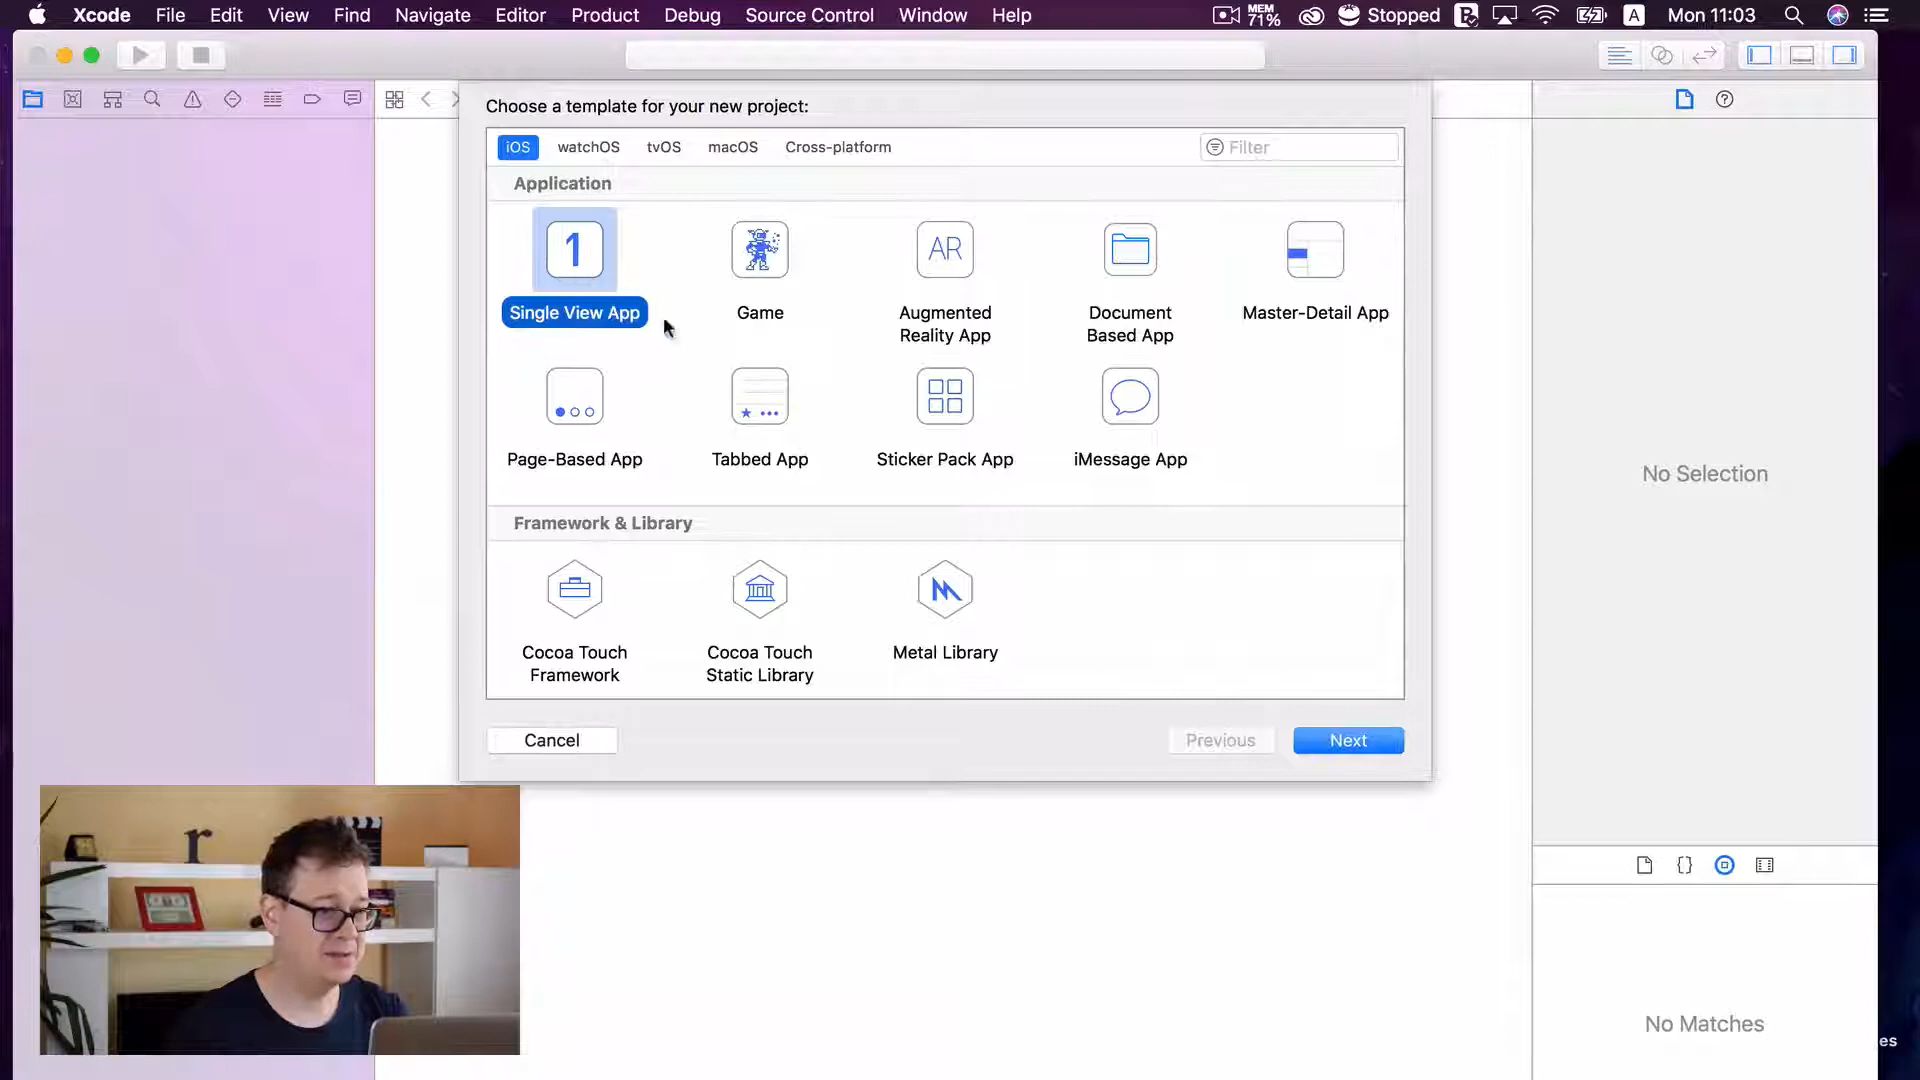 Xcode File Edit View Find Navigate Editor Product Debug Source Control Window Help MEM 71% Stopped A Mon 11:03
Choose a template for your new project:
iOS watchOS tvOS macOS Cross-platform Filter
Application
1 AR
Single View App Game Augmented Reality App Document Based App Master-Detail App
Page-Based App Tabbed App Sticker Pack App iMessage App
Framework & Library
Cocoa Touch Framework Cocoa Touch Static Library Metal Library
Cancel Previous Next
No Selection
{}
No Matches
es
r